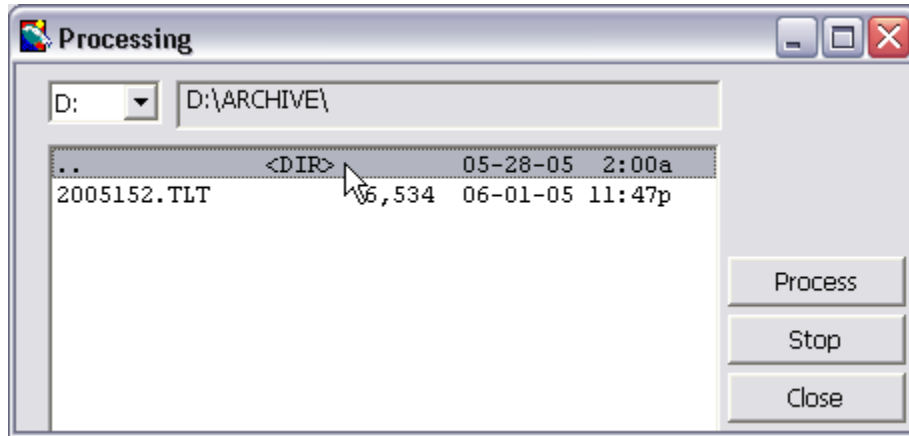 Processing
D: D:\ARCHIVE\
.. <DIR> 05-28-05 2:00a
2005152.TLT 06-01-05 11:47p
Process
Stop
Close